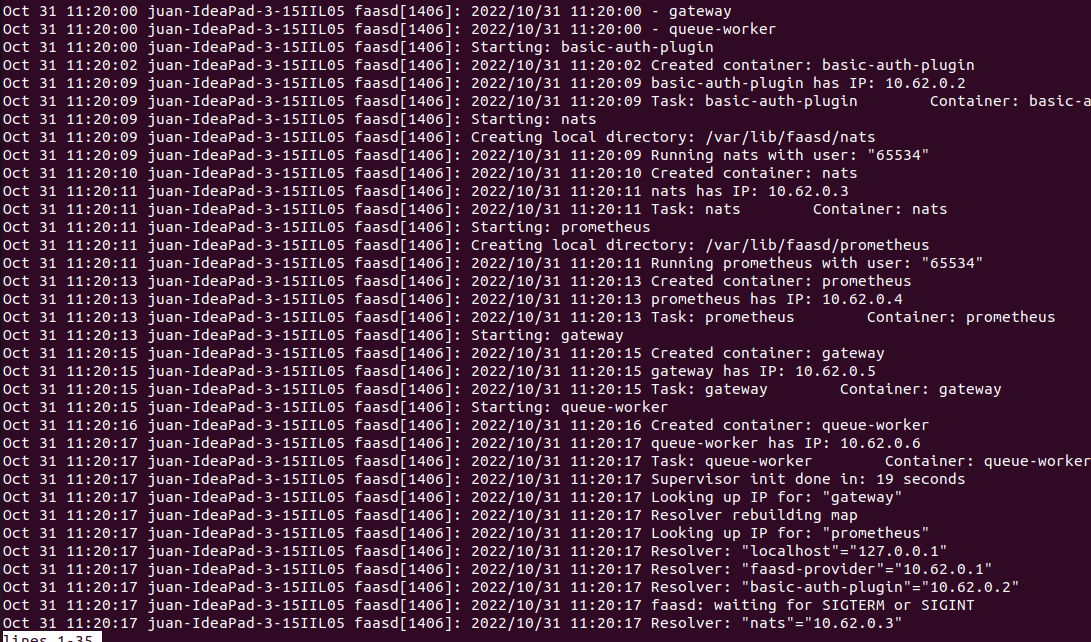 Oct 31 11:20:00 juan-IdeaPad-3-15IIL05 faasd[1406]: 2022/10/31 11:20:00 - gateway
Oct 31 11:20:00 juan-IdeaPad-3-15IIL05 faasd[1406]: 2022/10/31 11:20:00 - queue-worker
Oct 31 11:20:00 juan-IdeaPad-3-15IIL05 faasd[1406]: Starting: basic-auth-plugin
Oct 31 11:20:02 juan-IdeaPad-3-15IIL05 faasd[1406]: 2022/10/31 11:20:02 Created container: basic-auth-plugin
Oct 31 11:20:09 juan-IdeaPad-3-15IIL05 faasd[1406]: 2022/10/31 11:20:09 basic-auth-plugin has IP: 10.62.0.2
Oct 31 11:20:09 juan-IdeaPad-3-15IIL05 faasd[1406]: 2022/10/31 11:20:09 Task: basic-auth-plugin        Container: basic-a
Oct 31 11:20:09 juan-IdeaPad-3-15IIL05 faasd[1406]: Starting: nats
Oct 31 11:20:09 juan-IdeaPad-3-15IIL05 faasd[1406]: Creating local directory: /var/lib/faasd/nats
Oct 31 11:20:09 juan-IdeaPad-3-15IIL05 faasd[1406]: 2022/10/31 11:20:09 Running nats with user: "65534"
Oct 31 11:20:10 juan-IdeaPad-3-15IIL05 faasd[1406]: 2022/10/31 11:20:10 Created container: nats
Oct 31 11:20:11 juan-IdeaPad-3-15IIL05 faasd[1406]: 2022/10/31 11:20:11 nats has IP: 10.62.0.3
Oct 31 11:20:11 juan-IdeaPad-3-15IIL05 faasd[1406]: 2022/10/31 11:20:11 Task: nats        Container: nats
Oct 31 11:20:11 juan-IdeaPad-3-15IIL05 faasd[1406]: Starting: prometheus
Oct 31 11:20:11 juan-IdeaPad-3-15IIL05 faasd[1406]: Creating local directory: /var/lib/faasd/prometheus
Oct 31 11:20:11 juan-IdeaPad-3-15IIL05 faasd[1406]: 2022/10/31 11:20:11 Running prometheus with user: "65534"
Oct 31 11:20:13 juan-IdeaPad-3-15IIL05 faasd[1406]: 2022/10/31 11:20:13 Created container: prometheus
Oct 31 11:20:13 juan-IdeaPad-3-15IIL05 faasd[1406]: 2022/10/31 11:20:13 prometheus has IP: 10.62.0.4
Oct 31 11:20:13 juan-IdeaPad-3-15IIL05 faasd[1406]: 2022/10/31 11:20:13 Task: prometheus        Container: prometheus
Oct 31 11:20:13 juan-IdeaPad-3-15IIL05 faasd[1406]: Starting: gateway
Oct 31 11:20:15 juan-IdeaPad-3-15IIL05 faasd[1406]: 2022/10/31 11:20:15 Created container: gateway
Oct 31 11:20:15 juan-IdeaPad-3-15IIL05 faasd[1406]: 2022/10/31 11:20:15 gateway has IP: 10.62.0.5
Oct 31 11:20:15 juan-IdeaPad-3-15IIL05 faasd[1406]: 2022/10/31 11:20:15 Task: gateway        Container: gateway
Oct 31 11:20:15 juan-IdeaPad-3-15IIL05 faasd[1406]: Starting: queue-worker
Oct 31 11:20:16 juan-IdeaPad-3-15IIL05 faasd[1406]: 2022/10/31 11:20:16 Created container: queue-worker
Oct 31 11:20:17 juan-IdeaPad-3-15IIL05 faasd[1406]: 2022/10/31 11:20:17 queue-worker has IP: 10.62.0.6
Oct 31 11:20:17 juan-IdeaPad-3-15IIL05 faasd[1406]: 2022/10/31 11:20:17 Task: queue-worker        Container: queue-worker
Oct 31 11:20:17 juan-IdeaPad-3-15IIL05 faasd[1406]: 2022/10/31 11:20:17 Supervisor init done in: 19 seconds
Oct 31 11:20:17 juan-IdeaPad-3-15IIL05 faasd[1406]: 2022/10/31 11:20:17 Looking up IP for: "gateway"
Oct 31 11:20:17 juan-IdeaPad-3-15IIL05 faasd[1406]: 2022/10/31 11:20:17 Resolver rebuilding map
Oct 31 11:20:17 juan-IdeaPad-3-15IIL05 faasd[1406]: 2022/10/31 11:20:17 Looking up IP for: "prometheus"
Oct 31 11:20:17 juan-IdeaPad-3-15IIL05 faasd[1406]: 2022/10/31 11:20:17 Resolver: "localhost"="127.0.0.1"
Oct 31 11:20:17 juan-IdeaPad-3-15IIL05 faasd[1406]: 2022/10/31 11:20:17 Resolver: "faasd-provider"="10.62.0.1"
Oct 31 11:20:17 juan-IdeaPad-3-15IIL05 faasd[1406]: 2022/10/31 11:20:17 Resolver: "basic-auth-plugin"="10.62.0.2"
Oct 31 11:20:17 juan-IdeaPad-3-15IIL05 faasd[1406]: 2022/10/31 11:20:17 faasd: waiting for SIGTERM or SIGINT
Oct 31 11:20:17 juan-IdeaPad-3-15IIL05 faasd[1406]: 2022/10/31 11:20:17 Resolver: "nats"="10.62.0.3"
lines 1-35